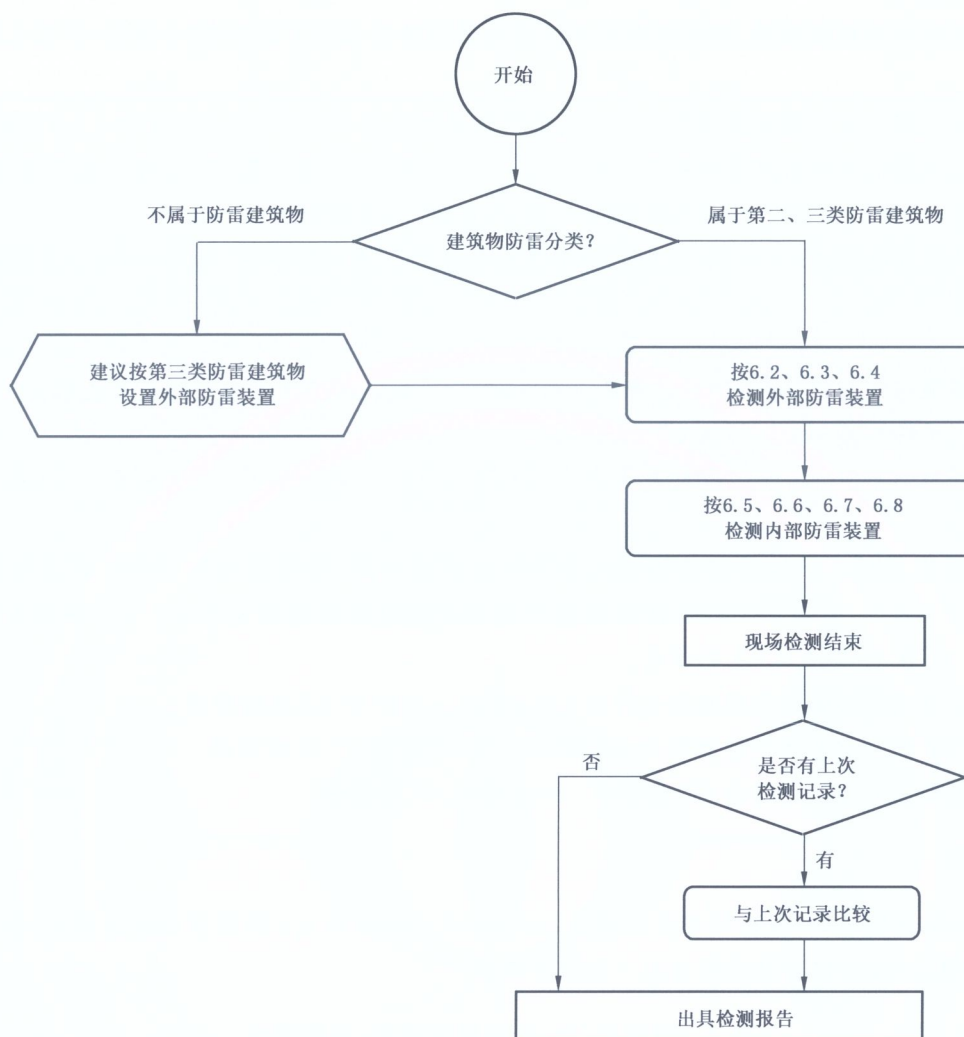 开始
不属于防雷建筑物
属于第二、三类防雷建筑物
建筑物防雷分类?
建议按第三类防雷建筑物
设置外部防雷装置
按6.2、6.3、6.4
检测外部防雷装置
按6.5、6.6、6.7、6.8
检测内部防雷装置
现场检测结束
否
是否有上次
检测记录?
有
与上次记录比较
出具检测报告